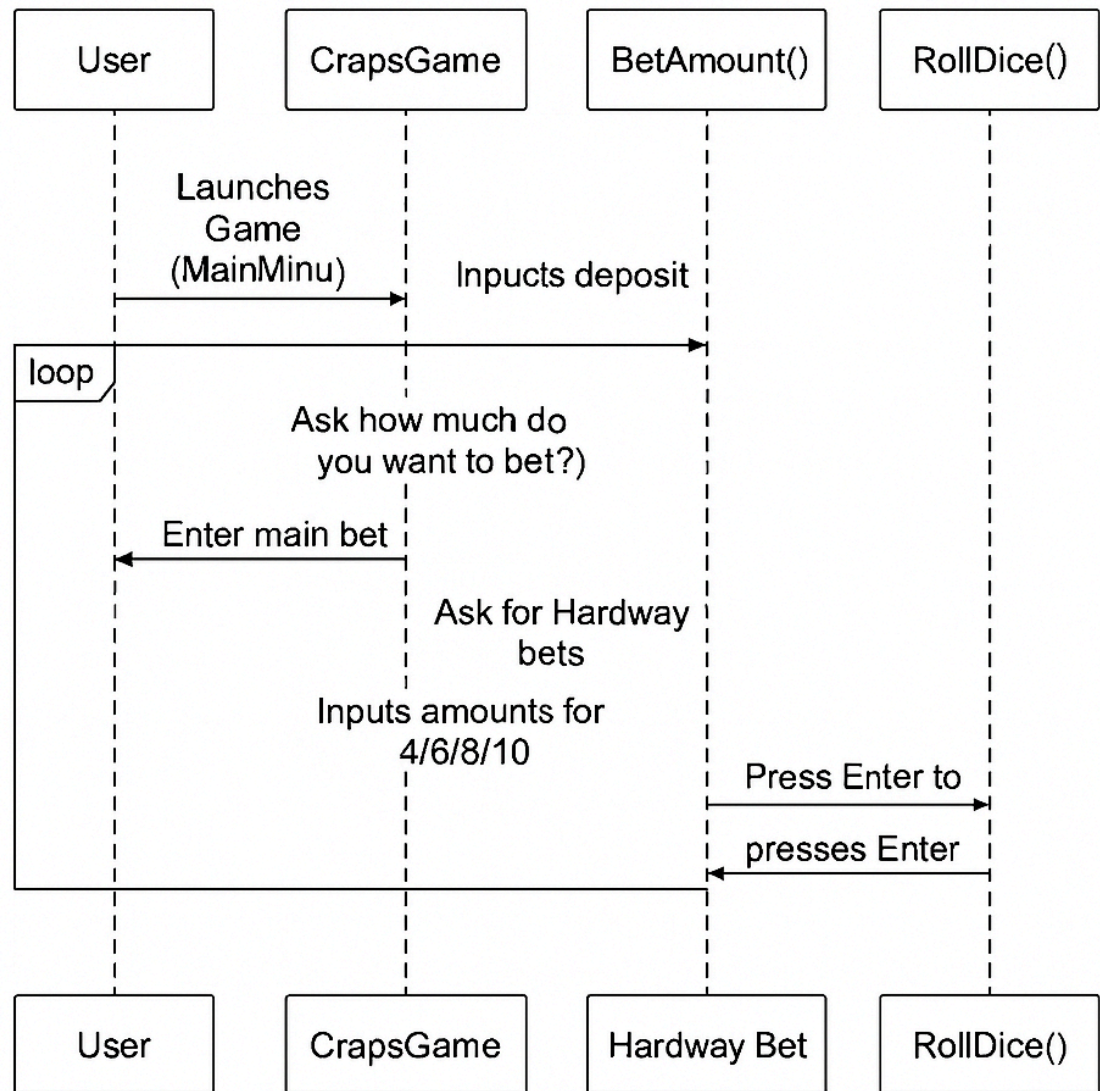 User
CrapsGame
BetAmount()
RollDice()
Launches
Game
(MainMinu)
Inpucts deposit
loop
Ask how much do
you want to bet?)
Enter main bet
Ask for Hardway
bets
Inputs amounts for
4/6/8/10
Press Enter to
presses Enter
User
CrapsGame
Hardway Bet
RollDice()